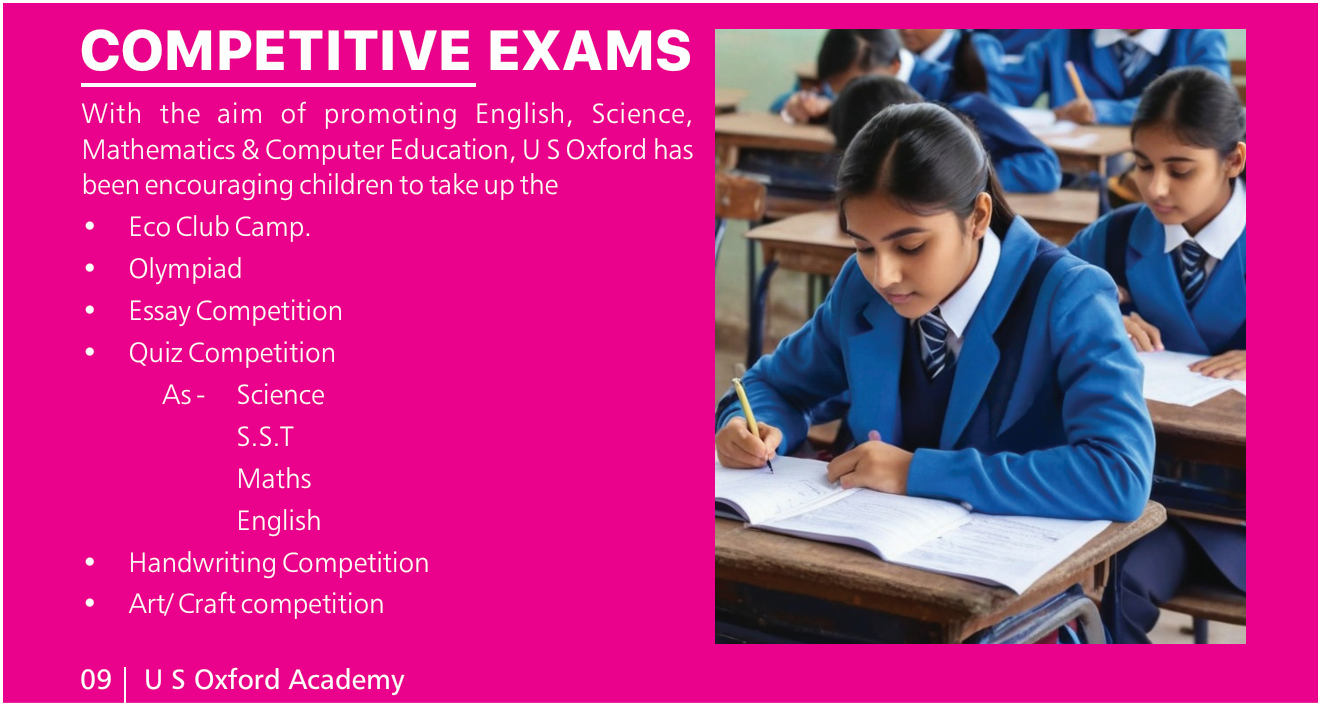 COMPETITIVE EXAMS
With the aim of promoting English, Science,
Mathematics & Computer Education, U S Oxford has
been encouraging children to take up the
• Eco Club Camp.
• Olympiad
• Essay Competition
• Quiz Competition
As - Science
S.S.T
Maths
English
• Handwriting Competition
• Art/ Craft competition
09 | U S Oxford Academy